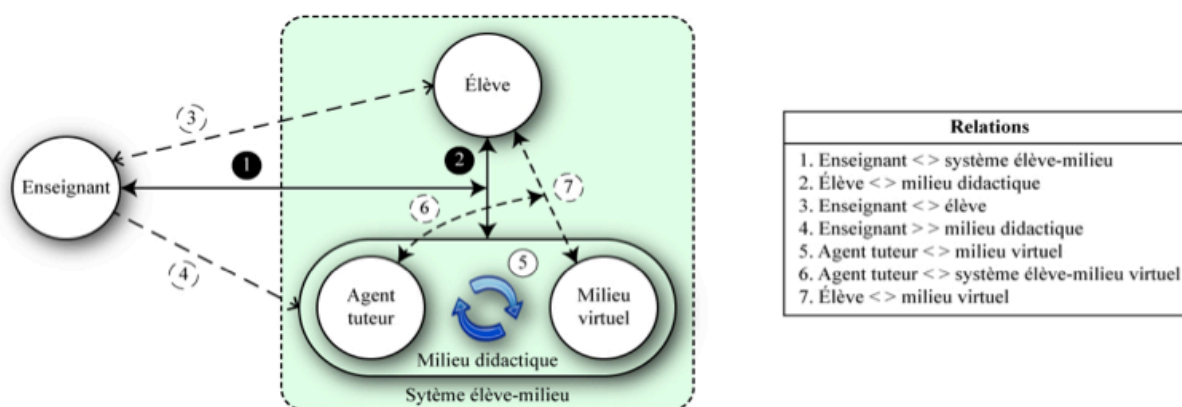 Élève
3
1
2
Enseignant
7
6
4
5
Agent
tuteur
Milieu
virtuel
Milieu didactique
Sytème élève-milieu
Relations
1. Enseignant < > système élève-milieu
2. Élève < > milieu didactique
3. Enseignant < > élève
4. Enseignant > > milieu didactique
5. Agent tuteur < > milieu virtuel
6. Agent tuteur < > système élève-milieu virtuel
7. Élève < > milieu virtuel